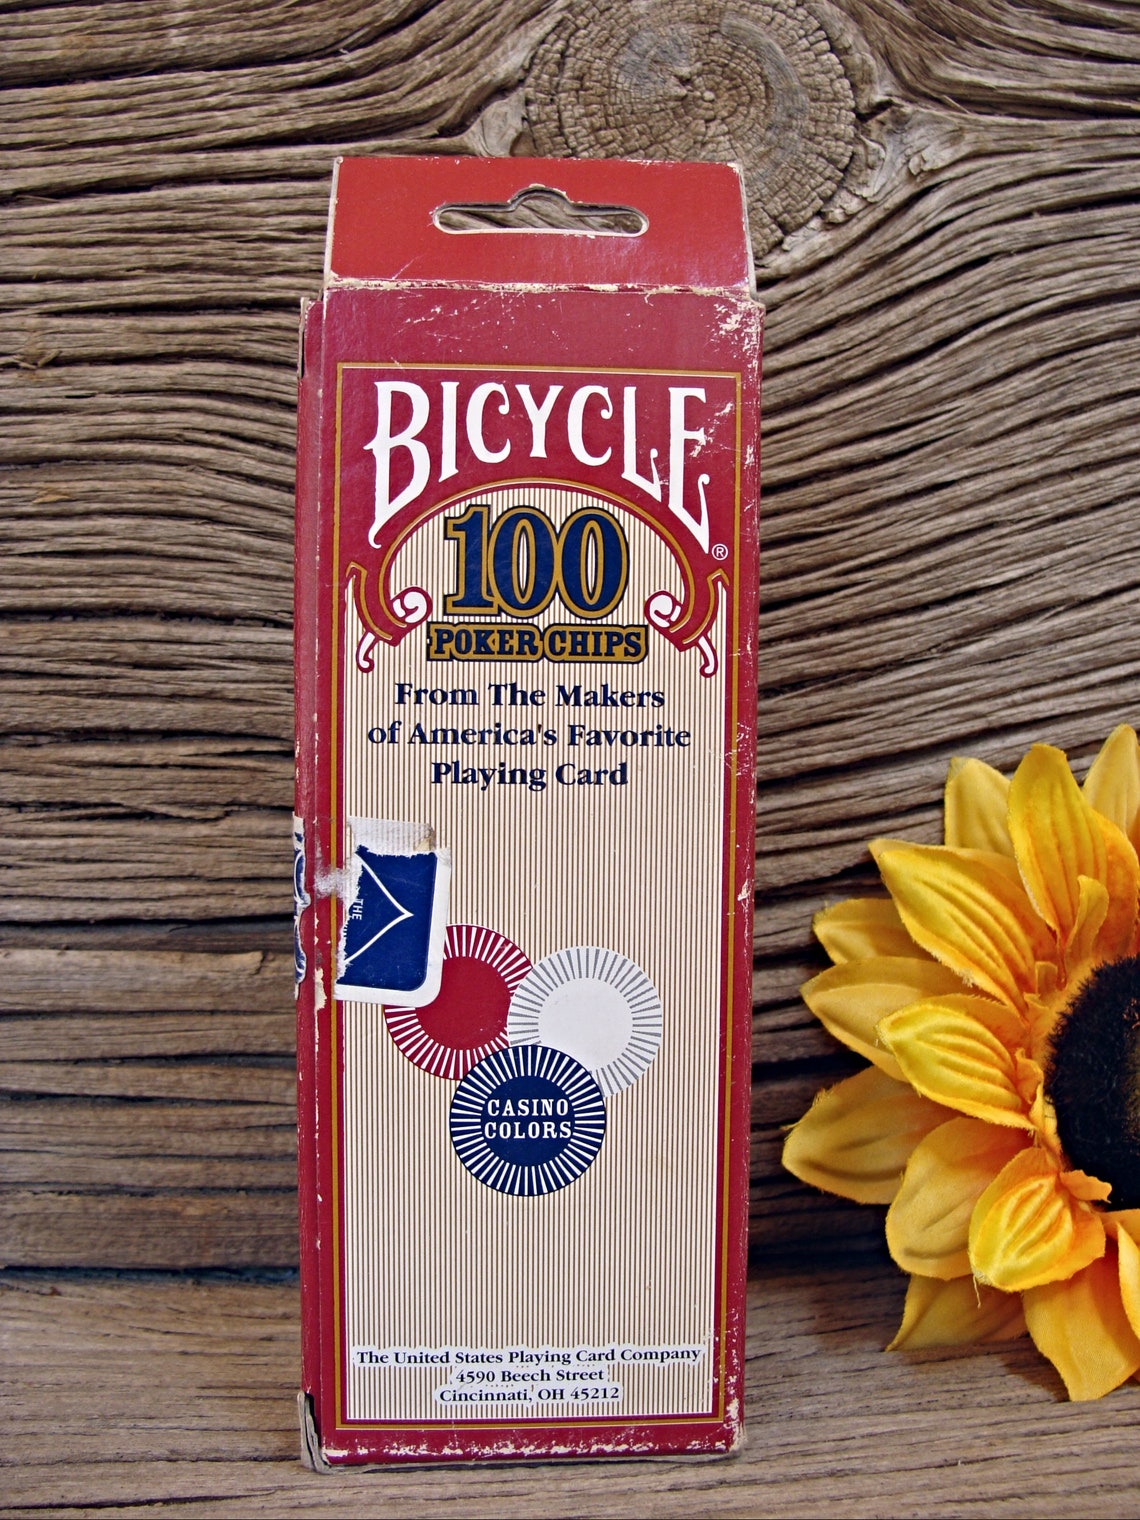 BICYCLE®
100
POKER CHIPS
From The Makers
of America's Favorite
Playing Card
THE
CASINO
COLORS
The United States Playing Card Company
4590 Beech Street
Cincinnati, OH 45212